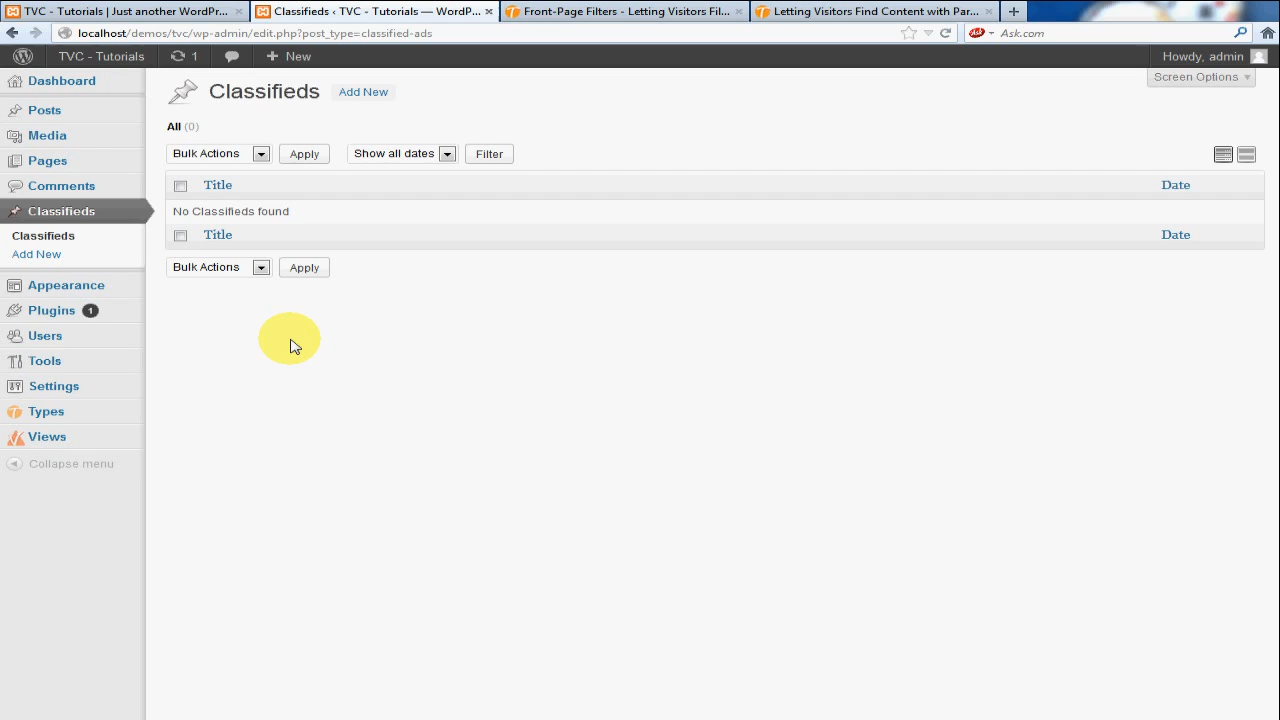 TVC - Tutorials | Just another WordPr...
Classifieds ‹ TVC - Tutorials — WordP...
Front-Page Filters - Letting Visitors Fil...
Letting Visitors Find Content with Par...
localhost/demos/tvc/wp-admin/edit.php?post_type=classified-ads
Ask
Ask.com
TVC - Tutorials
1
New
Howdy, admin
Screen Options
Dashboard
Posts
Media
Pages
Comments
Classifieds
Classifieds
Add New
Appearance
Plugins 1
Users
Tools
Settings
Types
Views
Collapse menu
Classifieds Add New
All (0)
Bulk Actions Apply Show all dates Filter
Title Date
No Classifieds found
Title Date
Bulk Actions Apply